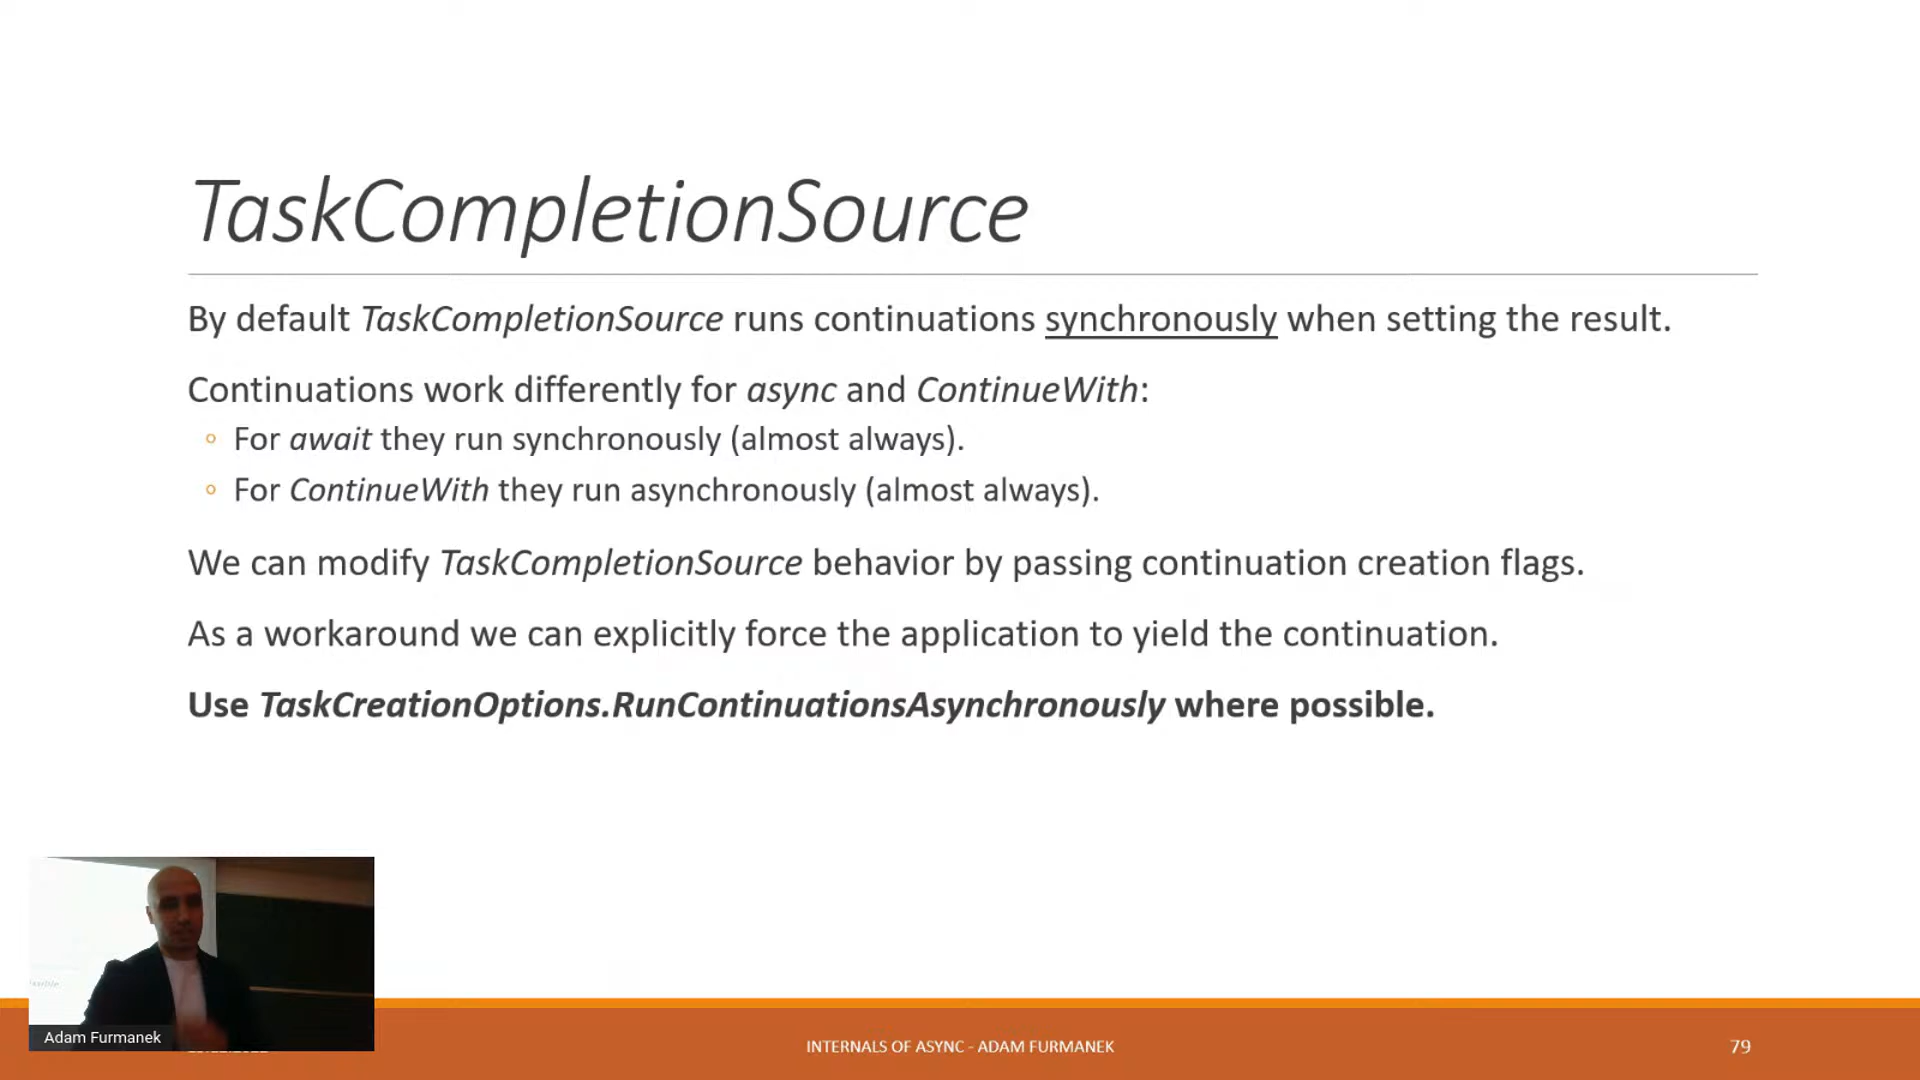 TaskCompletionSource
By default TaskCompletionSource runs continuations synchronously when setting the result.
Continuations work differently for async and ContinueWith:
For await they run synchronously (almost always).
For ContinueWith they run asynchronously (almost always).
We can modify TaskCompletionSource behavior by passing continuation creation flags.
As a workaround we can explicitly force the application to yield the continuation.
Use TaskCreationOptions.RunContinuationsAsynchronously where possible.
Adam Furmanek
INTERNALS OF ASYNC - ADAM FURMANEK
79